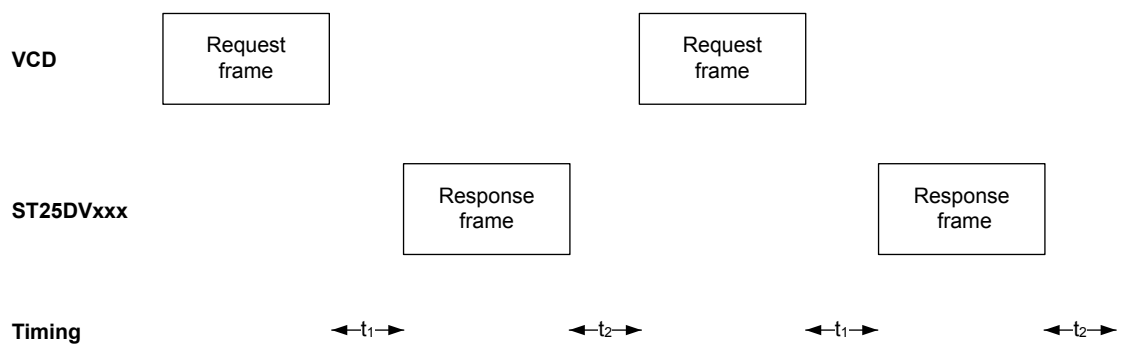 VCD
Request
frame
Request
frame
ST25DVxxx
Response
frame
Response
frame
Timing
t1
t2
t1
t2